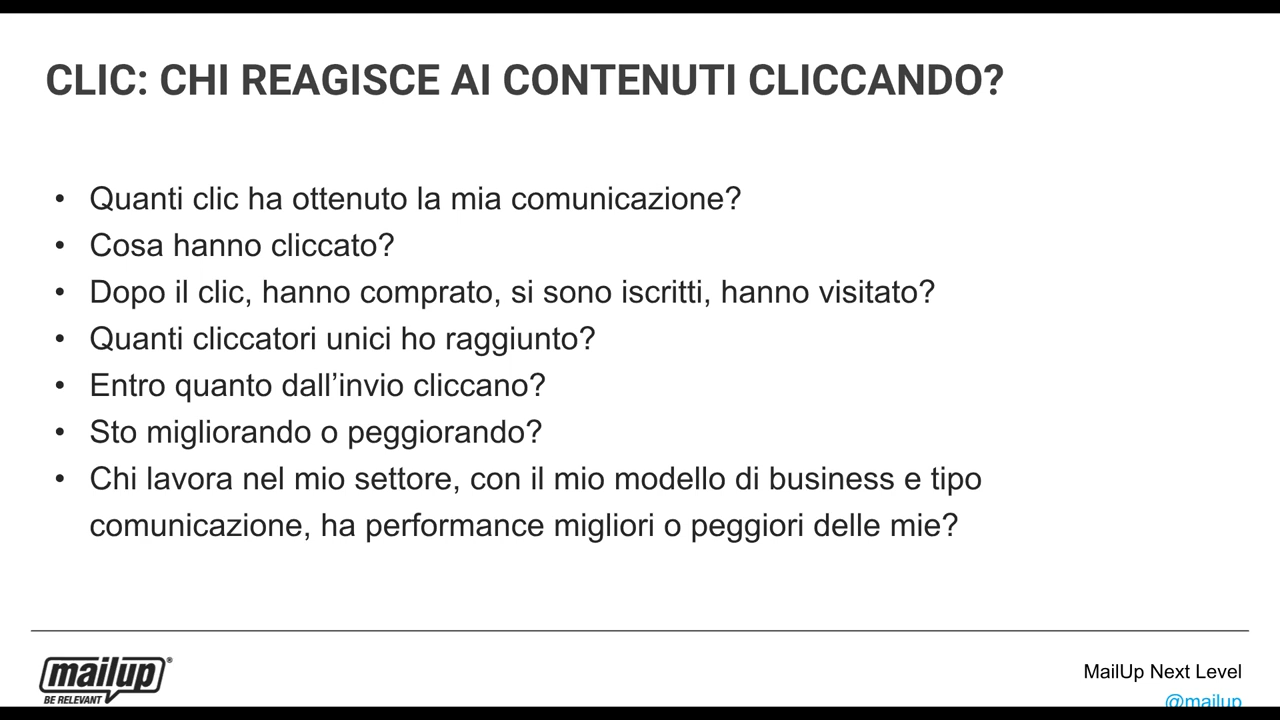 CLIC: CHI REAGISCE AI CONTENUTI CLICCANDO?
• Quanti clic ha ottenuto la mia comunicazione?
• Cosa hanno cliccato?
• Dopo il clic, hanno comprato, si sono iscritti, hanno visitato?
• Quanti cliccatori unici ho raggiunto?
• Entro quanto dall’invio cliccano?
• Sto migliorando o peggiorando?
• Chi lavora nel mio settore, con il mio modello di business e tipo
comunicazione, ha performance migliori o peggiori delle mie?
mailup®
BE RELEVANT
MailUp Next Level
@mailup